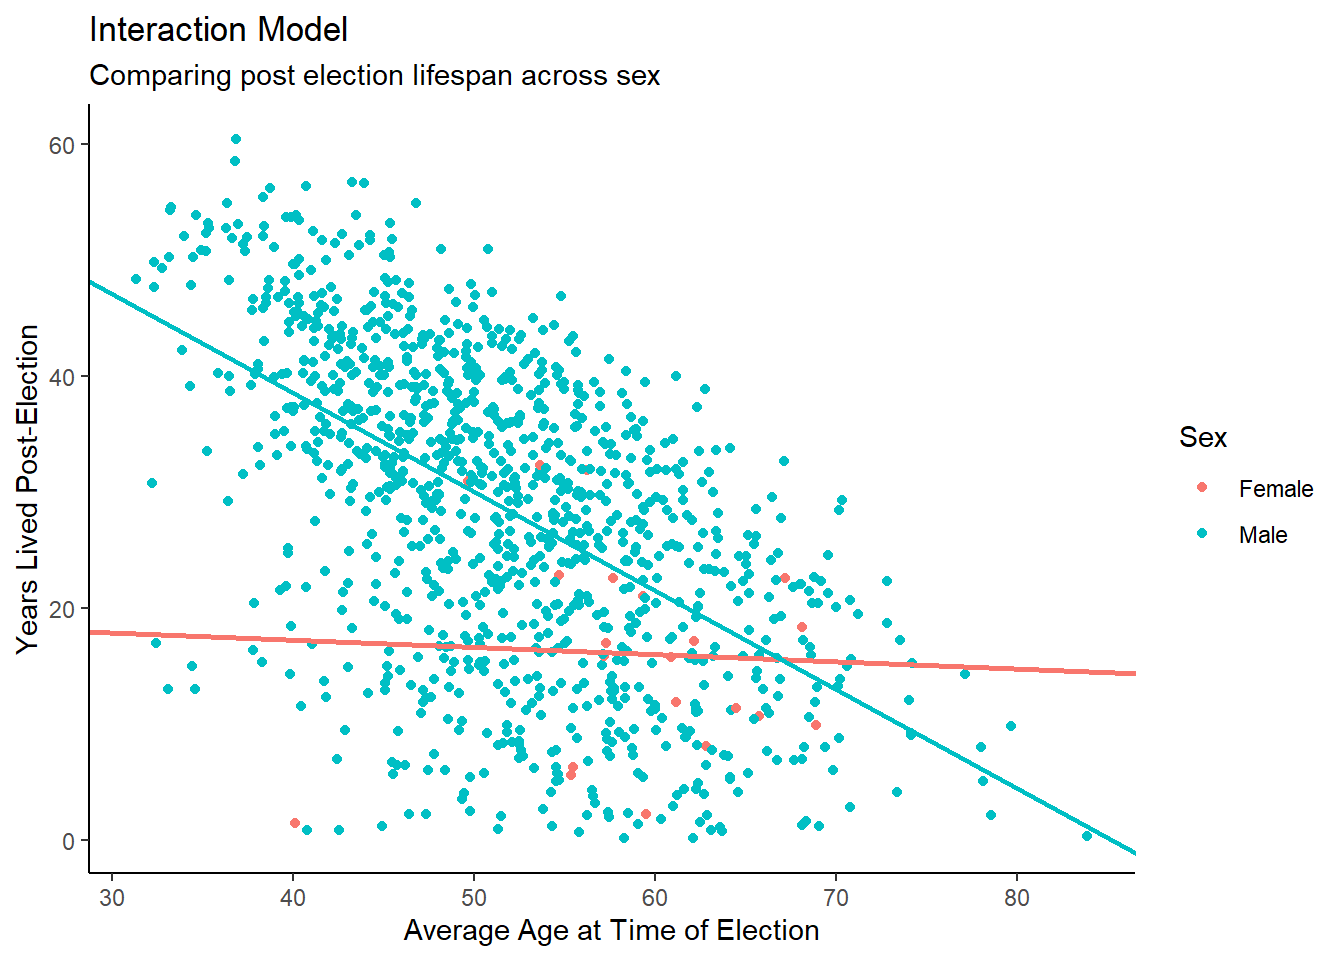 Interaction Model
Comparing post election lifespan across sex
Years Lived Post-Election
60
40
20
0
30 40 50 60 70 80
Average Age at Time of Election
Sex
Female
Male